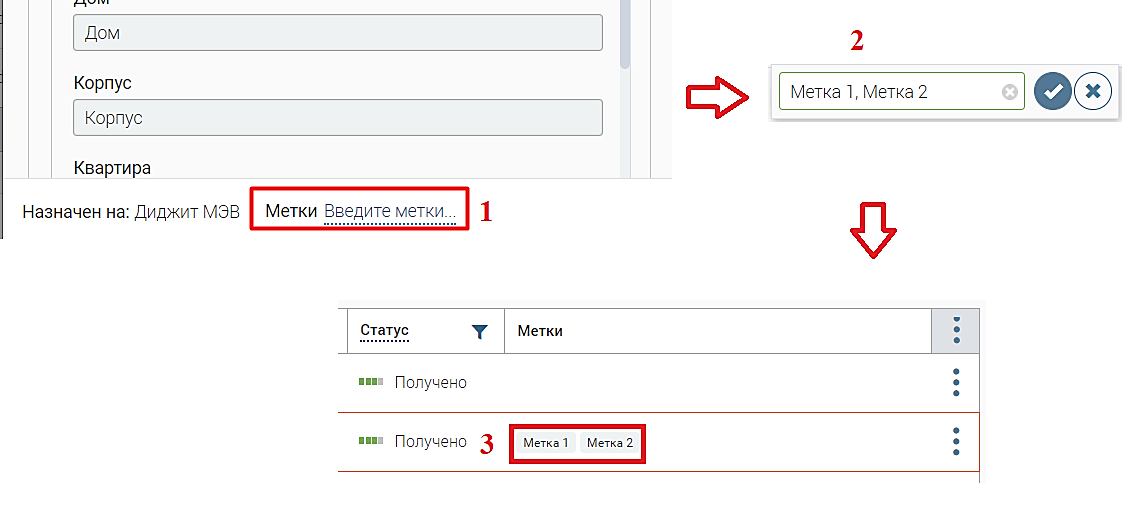 Дом
Дом
Корпус
Корпус
Квартира
Назначен на: Диджит МЭВ Метки Введите метки... 1
2
Метка 1, Метка 2
Статус Метки
Получено
Получено 3 Метка 1 Метка 2